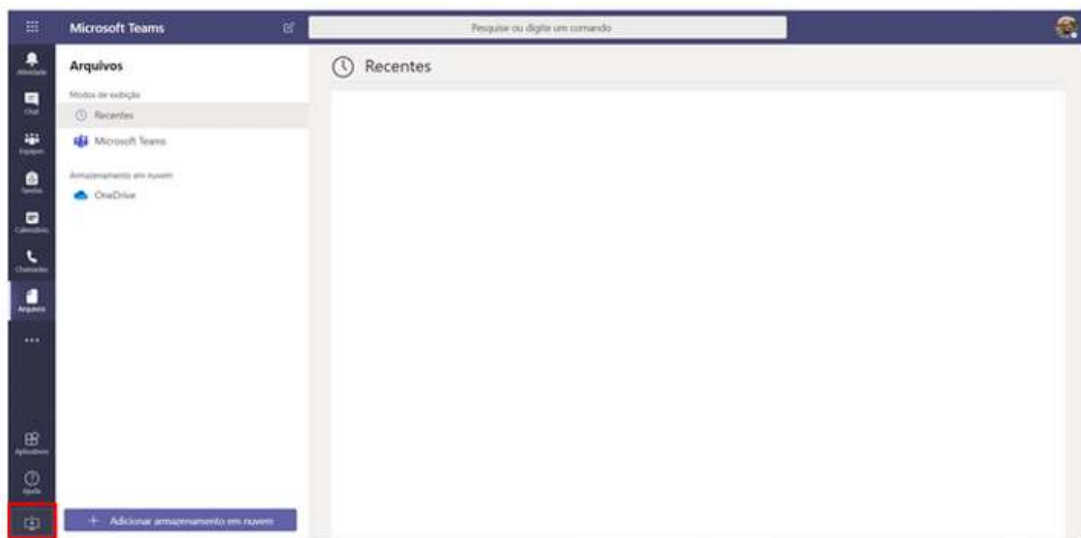 Microsoft Teams
Pesquise ou digite um comando
Atividade
Chat
Equipes
Tarefas
Calendário
Chamadas
Arquivos
Aplicativos
Ajuda
Arquivos
Modos de exibição
Recentes
Microsoft Teams
Armazenamento em nuvem
OneDrive
+ Adicionar armazenamento em nuvem
Recentes